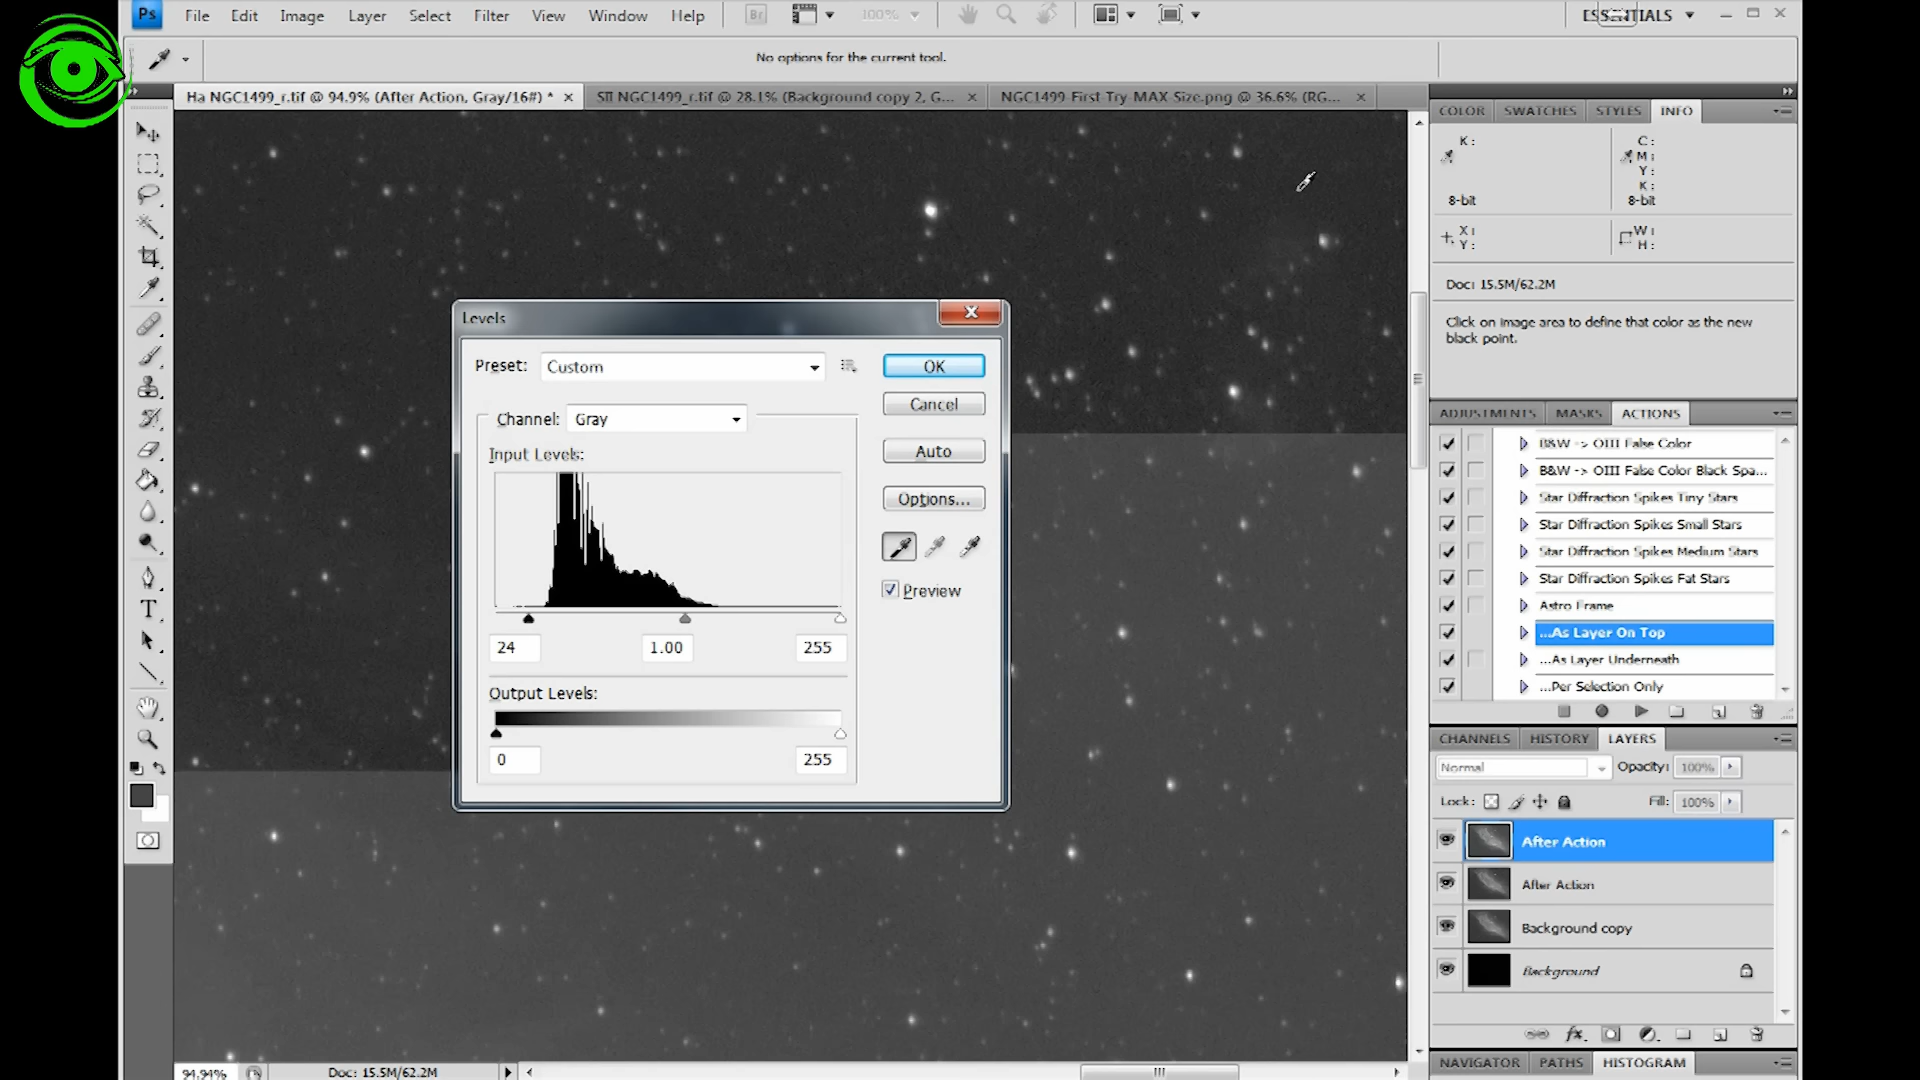 Ps File Edit Image Layer Select Filter View Window Help Br 100% ESSENTIALS
No options for the current tool.
Ha NGC1499_r.tif @ 94.9% (After Action, Gray/16#) * SII NGC1499_r.tif @ 28.1% (Background copy 2, G... NGC1499-First Try-MAX-Size.png @ 36.6% (RG...
COLOR SWATCHES STYLES INFO
K: C:
M:
Y:
K:
8-bit 8-bit
X: W:
Y: H:
Doc: 15.5M/62.2M
Click on image area to define that color as the new
black point.
Levels
Preset: Custom OK
Cancel
Channel: Gray
Auto
Input Levels:
Options...
Preview
24 1.00 255
Output Levels:
0 255
ADJUSTMENTS MASKS ACTIONS
B&W -> OIII False Color
B&W -> OIII False Color Black Spa...
Star Diffraction Spikes Tiny Stars
Star Diffraction Spikes Small Stars
Star Diffraction Spikes Medium Stars
Star Diffraction Spikes Fat Stars
Astro Frame
...As Layer On Top
...As Layer Underneath
...Per Selection Only
CHANNELS HISTORY LAYERS
Normal Opacity: 100%
Lock: Fill: 100%
After Action
After Action
Background copy
Background
94.94% Doc: 15.5M/62.2M
NAVIGATOR PATHS HISTOGRAM